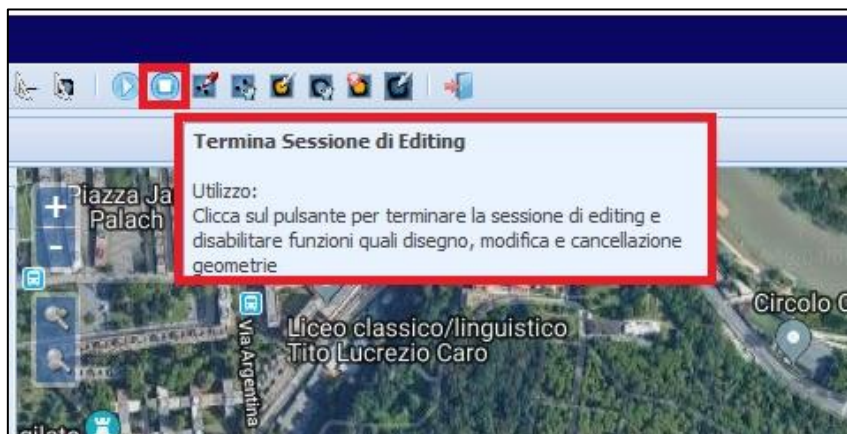 Termina Sessione di Editing
Utilizzo:
Clicca sul pulsante per terminare la sessione di editing e
disabilitare funzioni quali disegno, modifica e cancellazione
geometrie
Piazza Ja
Palach
+
-
Circolo
Liceo classico/linguistico
Tito Lucrezio Caro
Via Argentina